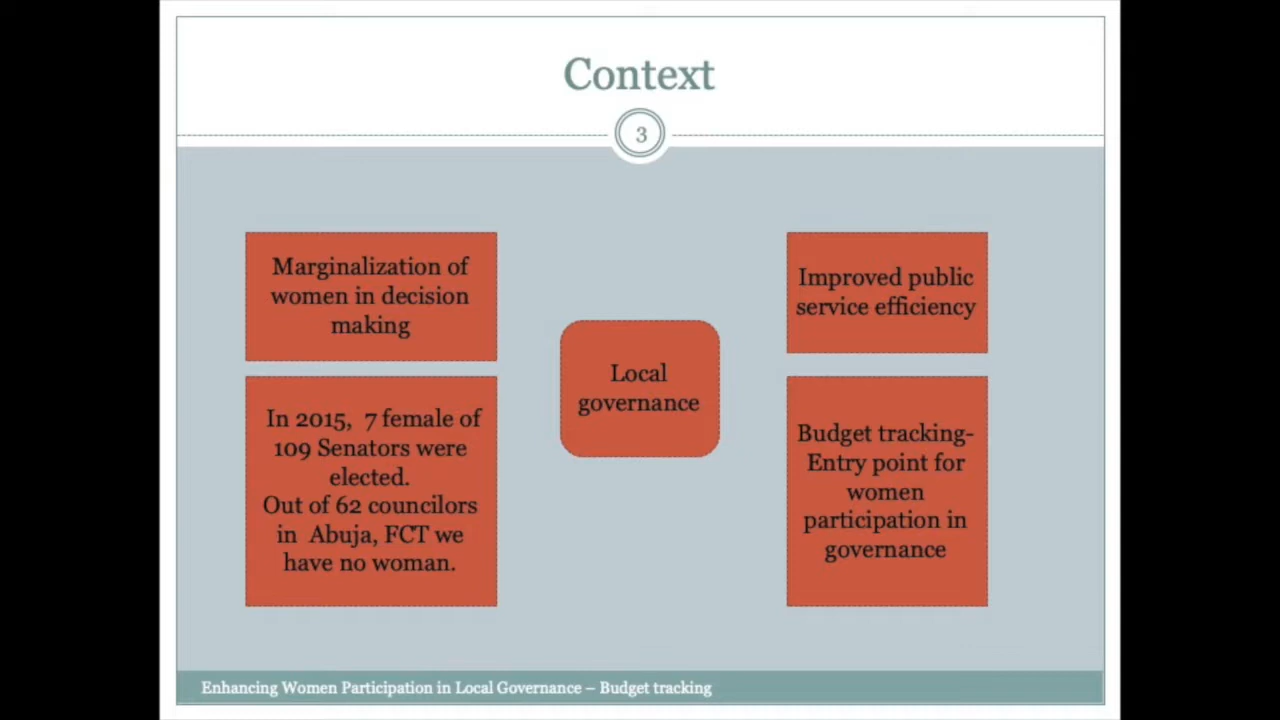 Context
3
Marginalization of
women in decision
making
In 2015, 7 female of
109 Senators were
elected.
Out of 62 councilors
in Abuja, FCT we
have no woman.
Local
governance
Improved public
service efficiency
Budget tracking-
Entry point for
women
participation in
governance
Enhancing Women Participation in Local Governance – Budget tracking